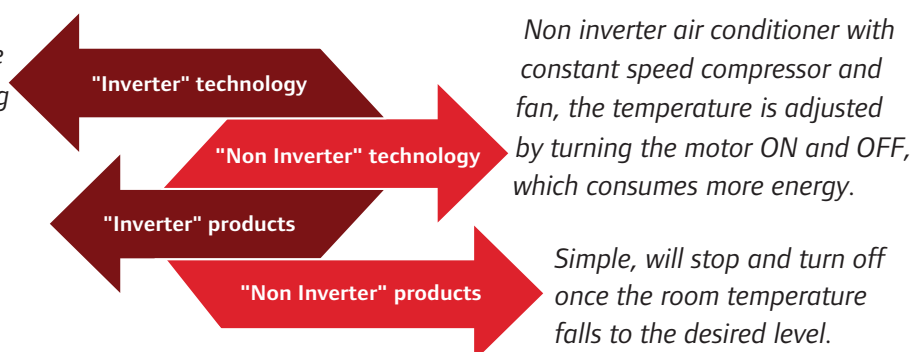 "Inverter" technology
Non inverter air conditioner with
constant speed compressor and
fan, the temperature is adjusted
by turning the motor ON and OFF,
which consumes more energy.
"Non Inverter" technology
"Inverter" products
"Non Inverter" products
Simple, will stop and turn off
once the room temperature
falls to the desired level.